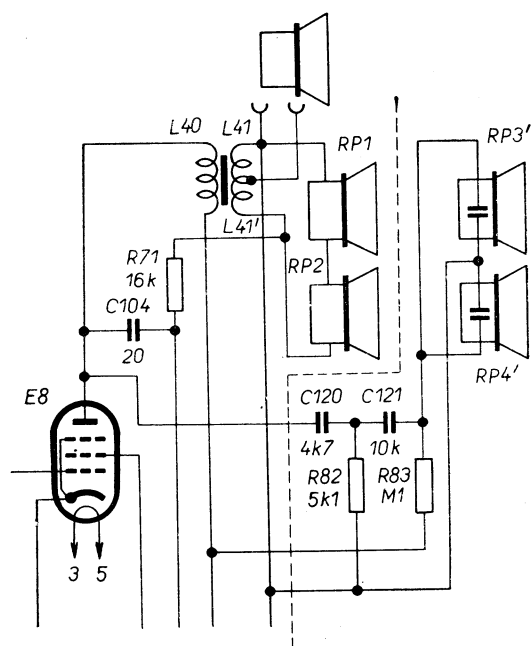 L40 L41
RP1
RP3'
L41'
R71
16k
RP2
C104
20
RP4'
E8
C120 C121
4k7 10k
R82 R83
5k1 M1
3 5